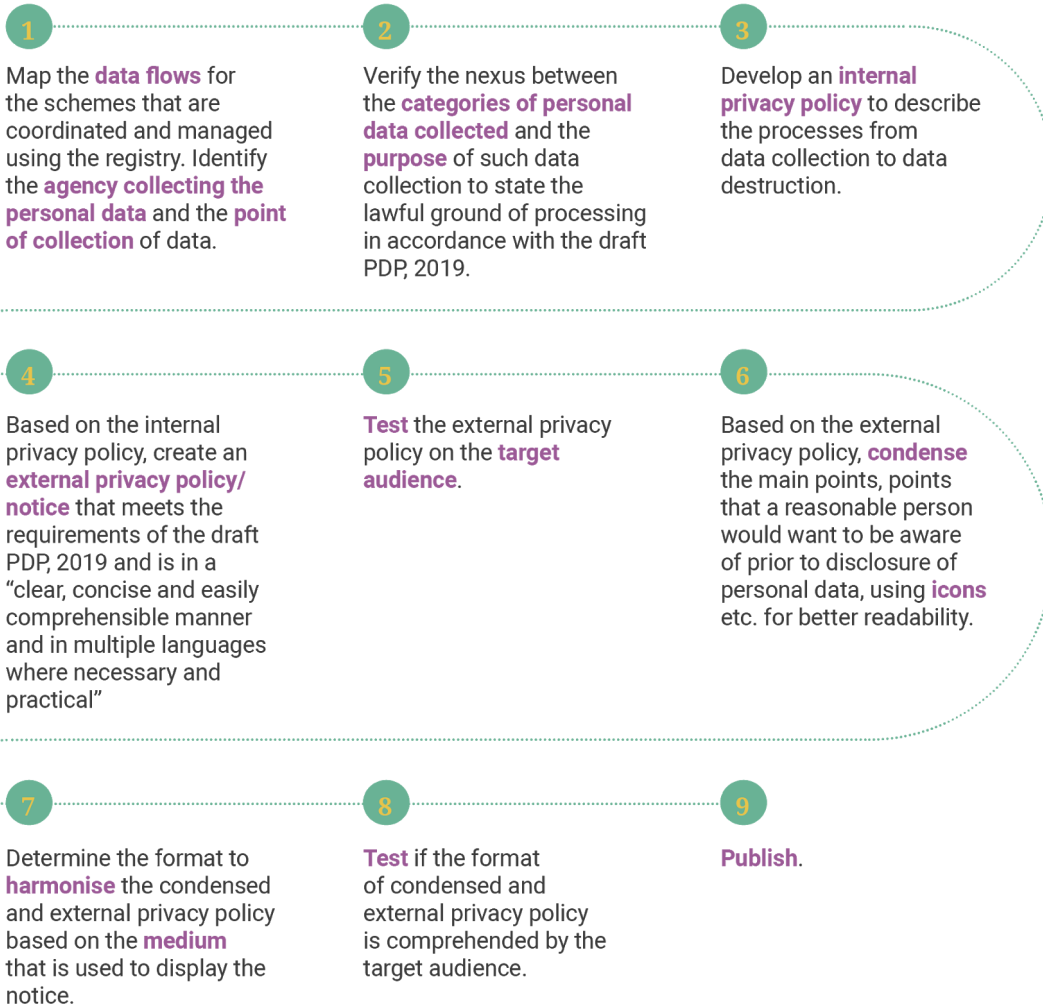 1
Map the data flows for
the schemes that are
coordinated and managed
using the registry. Identify
the agency collecting the
personal data and the point
of collection of data.
2
Verify the nexus between
the categories of personal
data collected and the
purpose of such data
collection to state the
lawful ground of processing
in accordance with the draft
PDP, 2019.
3
Develop an internal
privacy policy to describe
the processes from
data collection to data
destruction.
4
Based on the internal
privacy policy, create an
external privacy policy/
notice that meets the
requirements of the draft
PDP, 2019 and is in a
“clear, concise and easily
comprehensible manner
and in multiple languages
where necessary and
practical”
5
Test the external privacy
policy on the target
audience.
6
Based on the external
privacy policy, condense
the main points, points
that a reasonable person
would want to be aware
of prior to disclosure of
personal data, using icons
etc. for better readability.
7
Determine the format to
harmonise the condensed
and external privacy policy
based on the medium
that is used to display the
notice.
8
Test if the format
of condensed and
external privacy policy
is comprehended by the
target audience.
9
Publish.